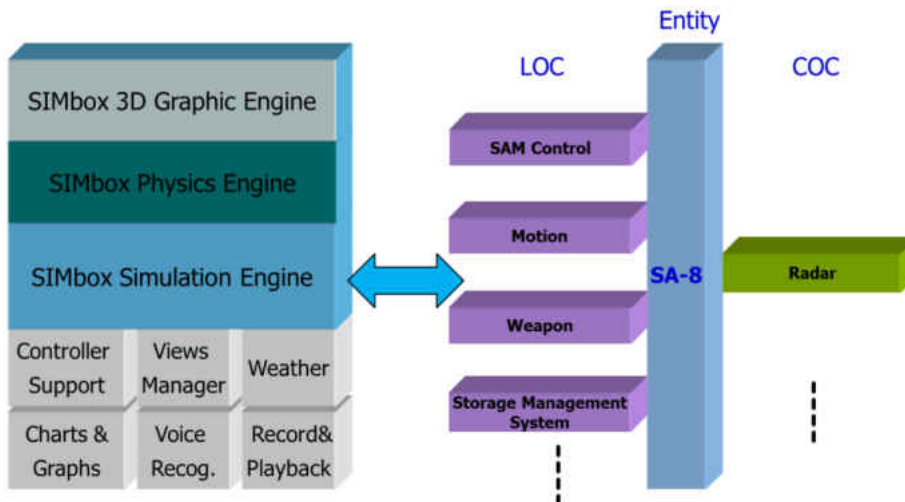 Entity
LOC
COC
SIMbox 3D Graphic Engine
SIMbox Physics Engine
SIMbox Simulation Engine
Controller
Support
Views
Manager
Weather
Charts &
Graphs
Voice
Recog.
Record&
Playback
SAM Control
Motion
Weapon
Storage Management
System
SA-8
Radar